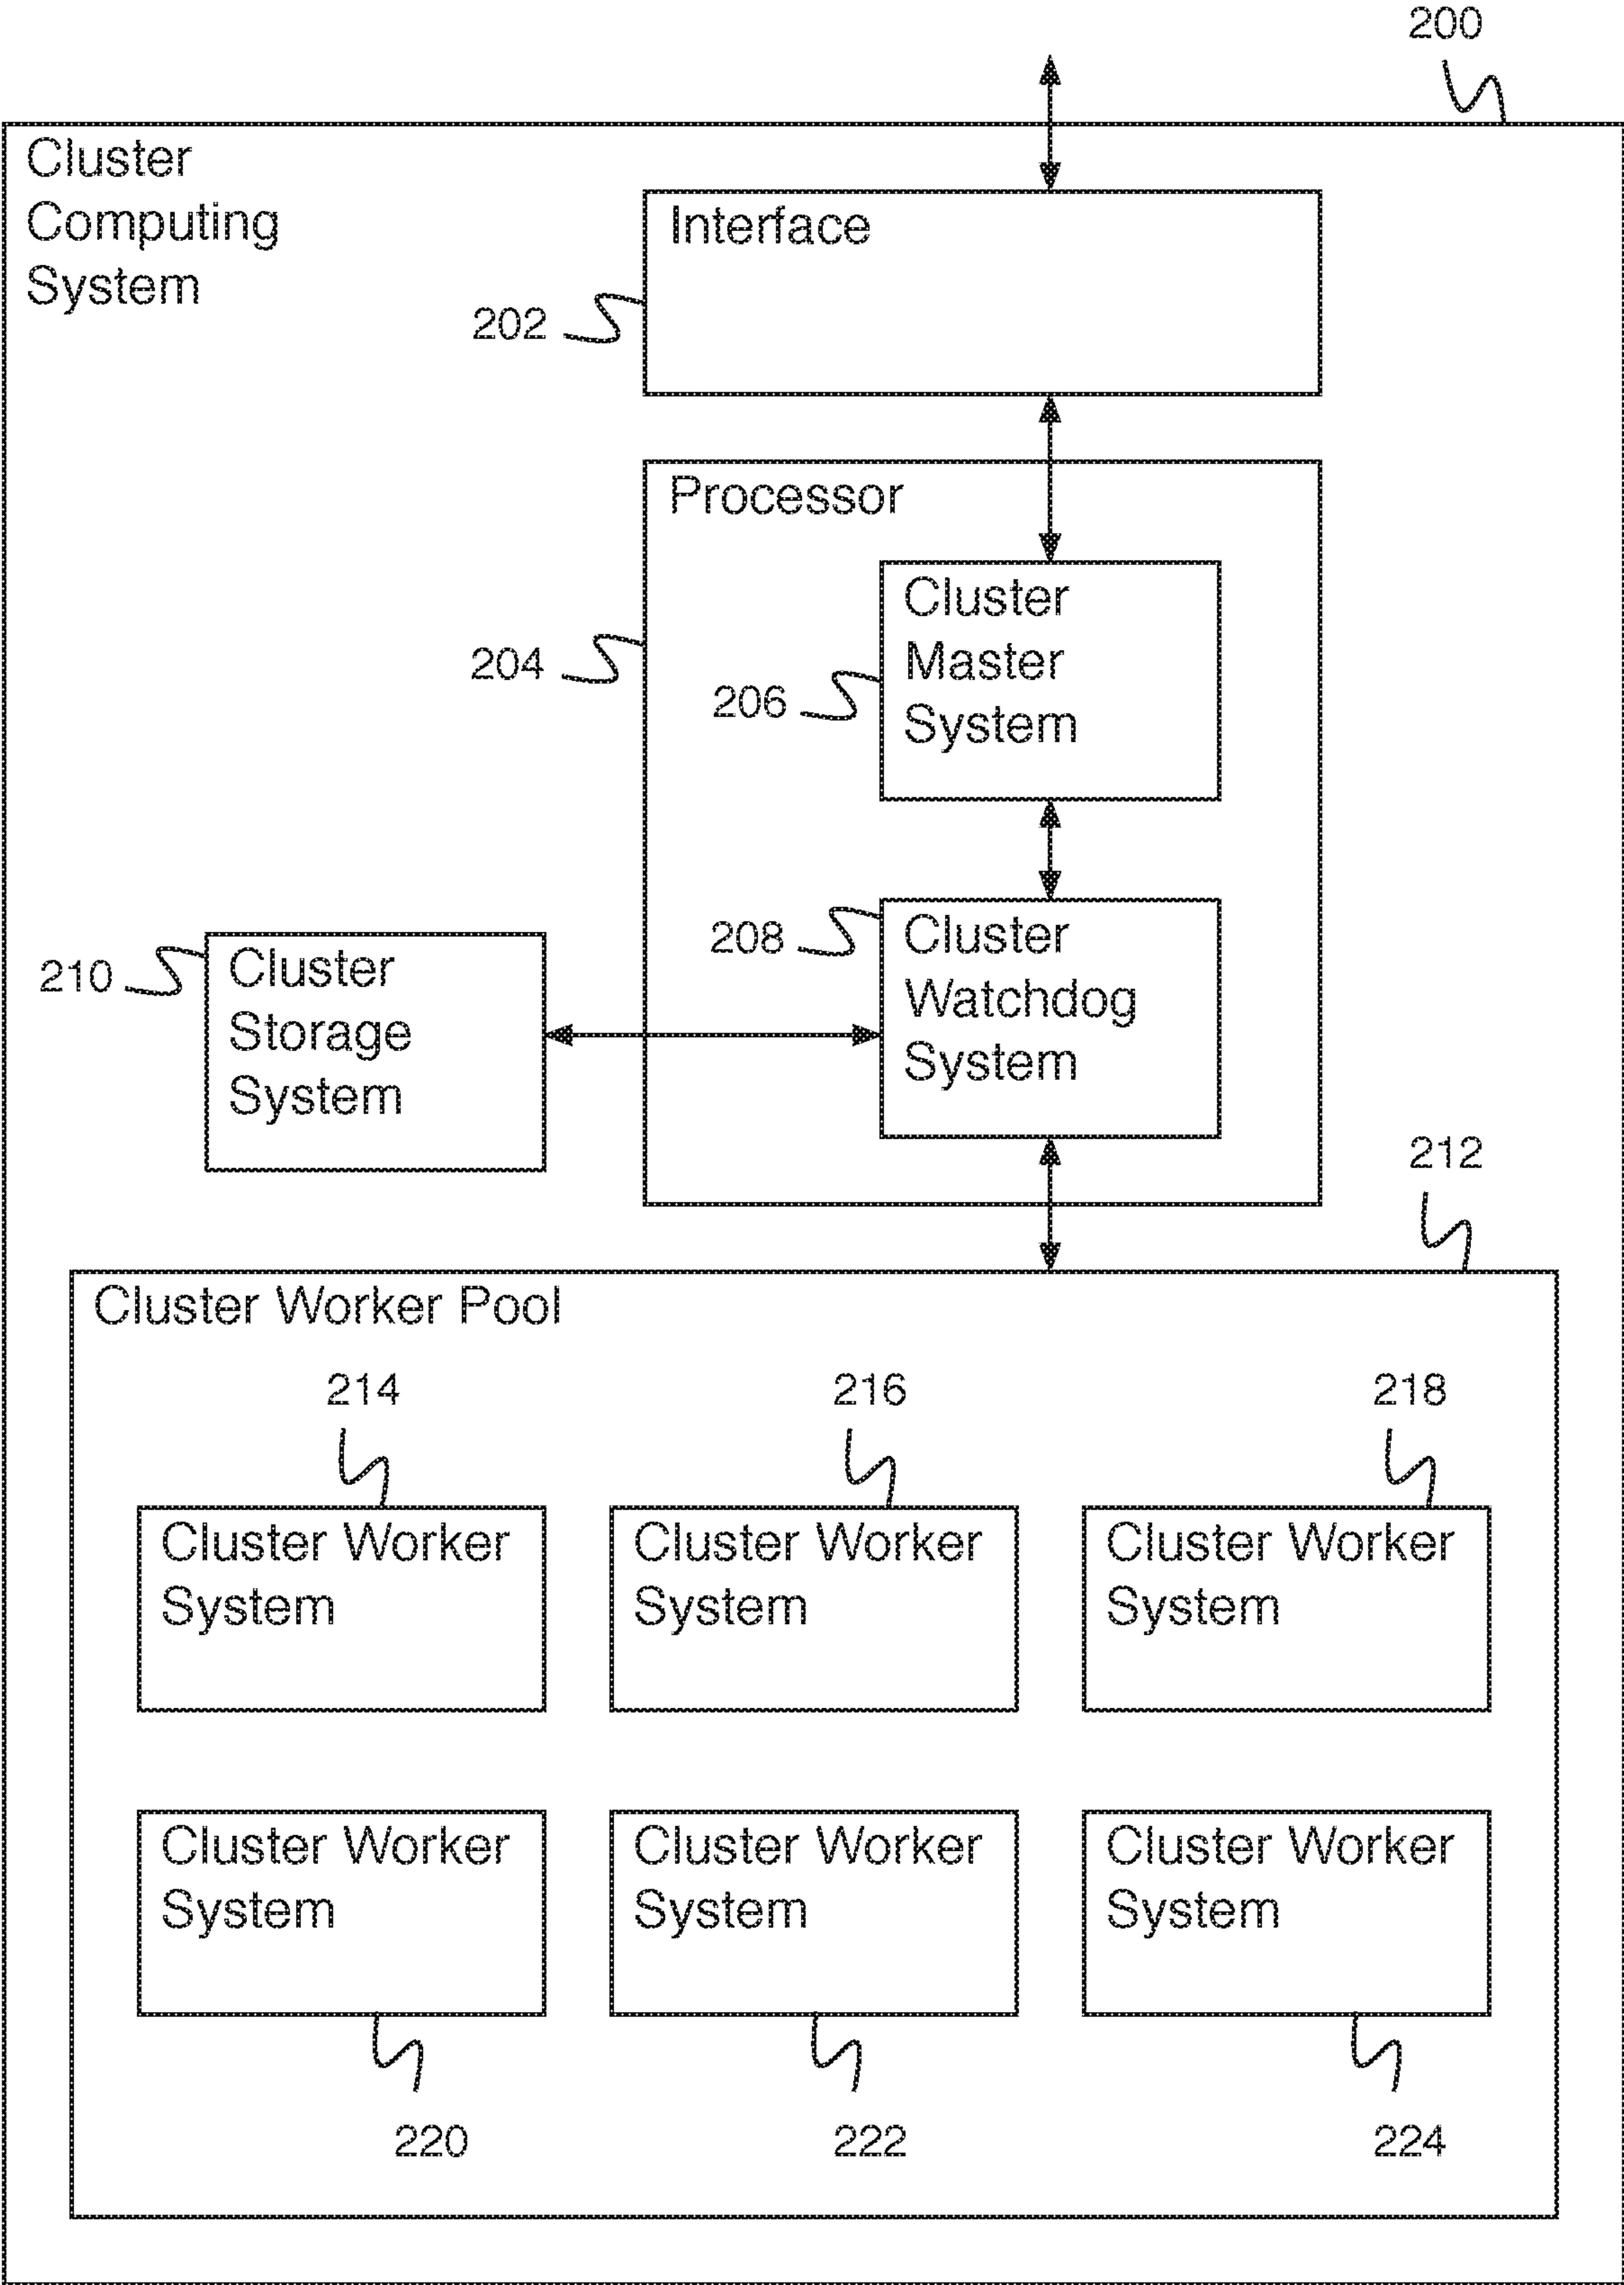 200
Cluster
Computing
System
Interface
202
Processor
204
Cluster
Master
System
206
208
Cluster
Watchdog
System
210
Cluster
Storage
System
212
Cluster Worker Pool
214
216
218
Cluster Worker
System
Cluster Worker
System
Cluster Worker
System
Cluster Worker
System
Cluster Worker
System
Cluster Worker
System
220
222
224